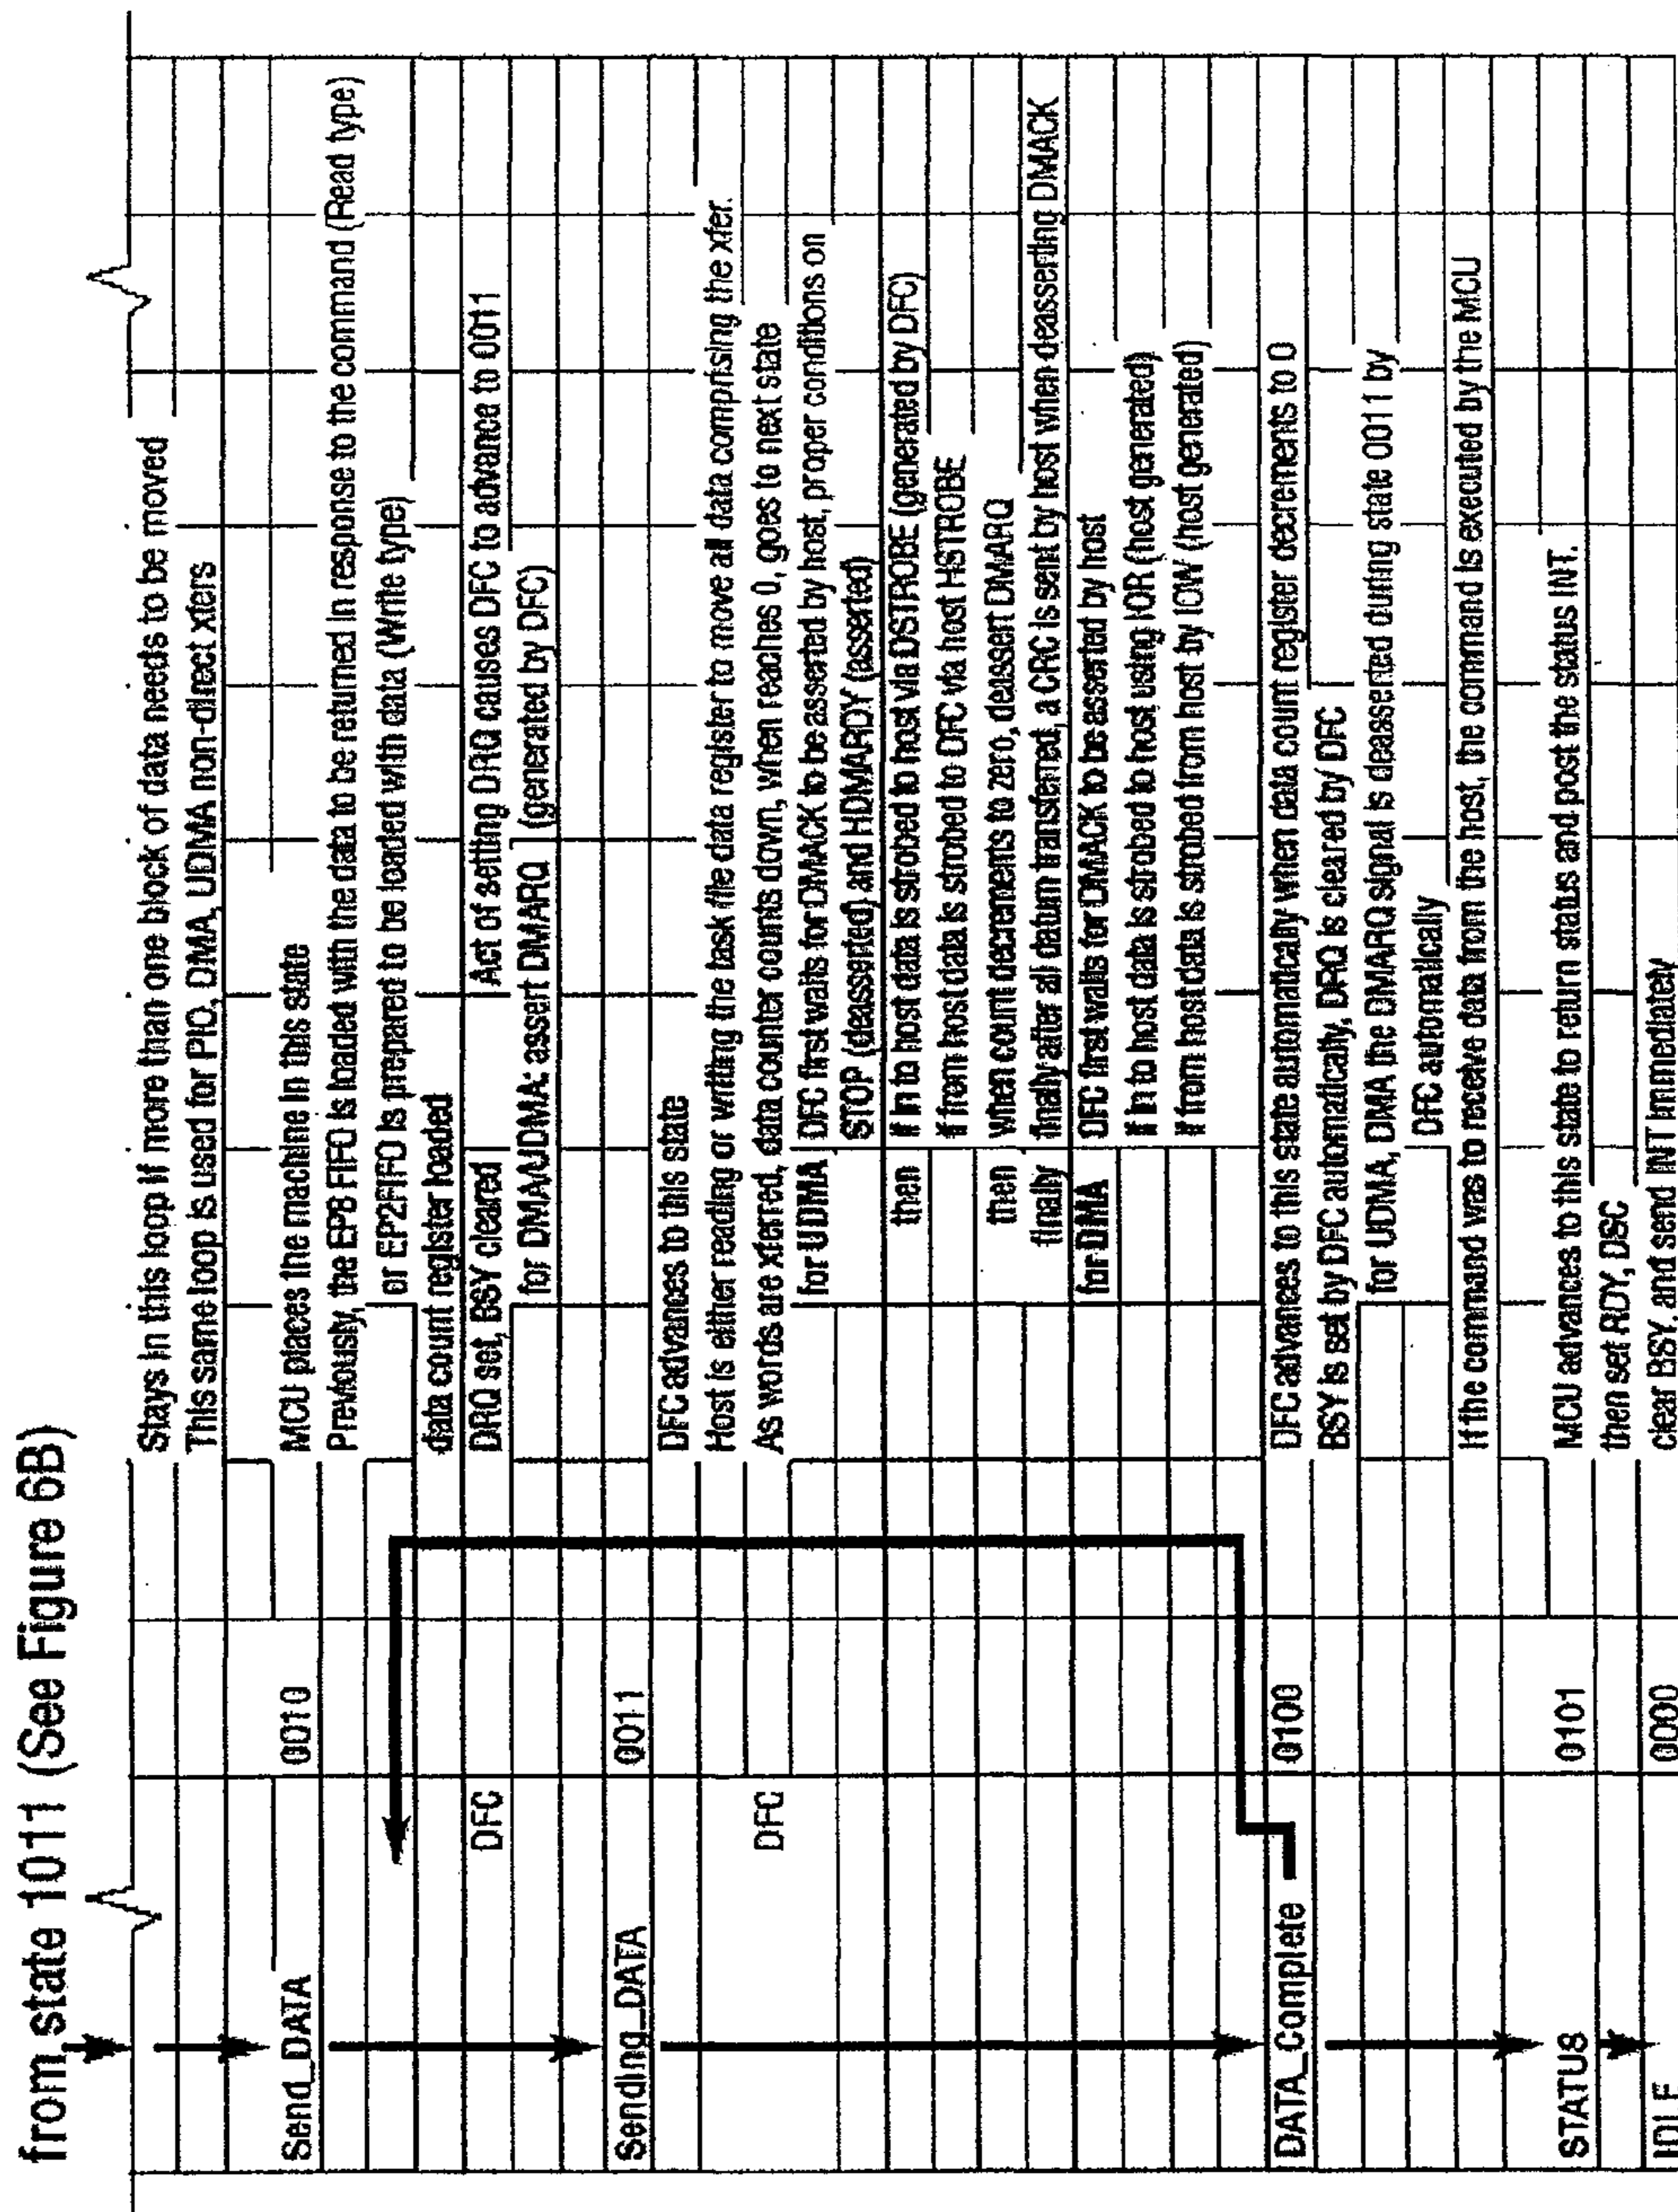 from state 1011 (See Figure 6B)
Stays in this loop if more than one block of data needs to be moved
This same loop is used for PIO, DMA, UDMA non-direct xfers
Send_DATA 0010 MCU places the machine in this state
Previously, the EP8 FIFO is loaded with the data to be returned in response to the command (Read type)
or EP2FIFO is prepared to be loaded with data (Write type)
data count register loaded
DFC DRQ set, BSY cleared Act of setting DRQ causes DFC to advance to 0011
for DMA/UDMA: assert DMARQ (generated by DFC)
Sending_DATA 0011 DFC advances to this state
Host is either reading or writing the task file data register to move all data comprising the xfer.
DFC As words are xferred, data counter counts down, when reaches 0, goes to next state
for UDMA DFC first waits for DMACK to be asserted by host, proper conditions on
STOP (deasserted) and HDMARDY (asserted)
then if in to host data is strobed to host via DSTROBE (generated by DFC)
if from host data is strobed to DFC via host HSTROBE
then when count decrements to zero, deassert DMARQ
finally finally after all datum transferred, a CRC is sent by host when deasserting DMACK
for DMA DFC first waits for DMACK to be asserted by host
if in to host data is strobed to host using IOR (host generated)
if from host data is strobed from host by IOW (host generated)
DATA_Complete 0100 DFC advances to this state automatically when data count register decrements to 0
BSY is set by DFC automatically, DRQ is cleared by DFC
for UDMA, DMA the DMARQ signal is deasserted during state 0011 by
DFC automatically
If the command was to receive data from the host, the command is executed by the MCU
STATUS 0101 MCU advances to this state to return status and post the status INT.
then set RDY, DSC
IDLE 0000 clear BSY, and send INT immediately